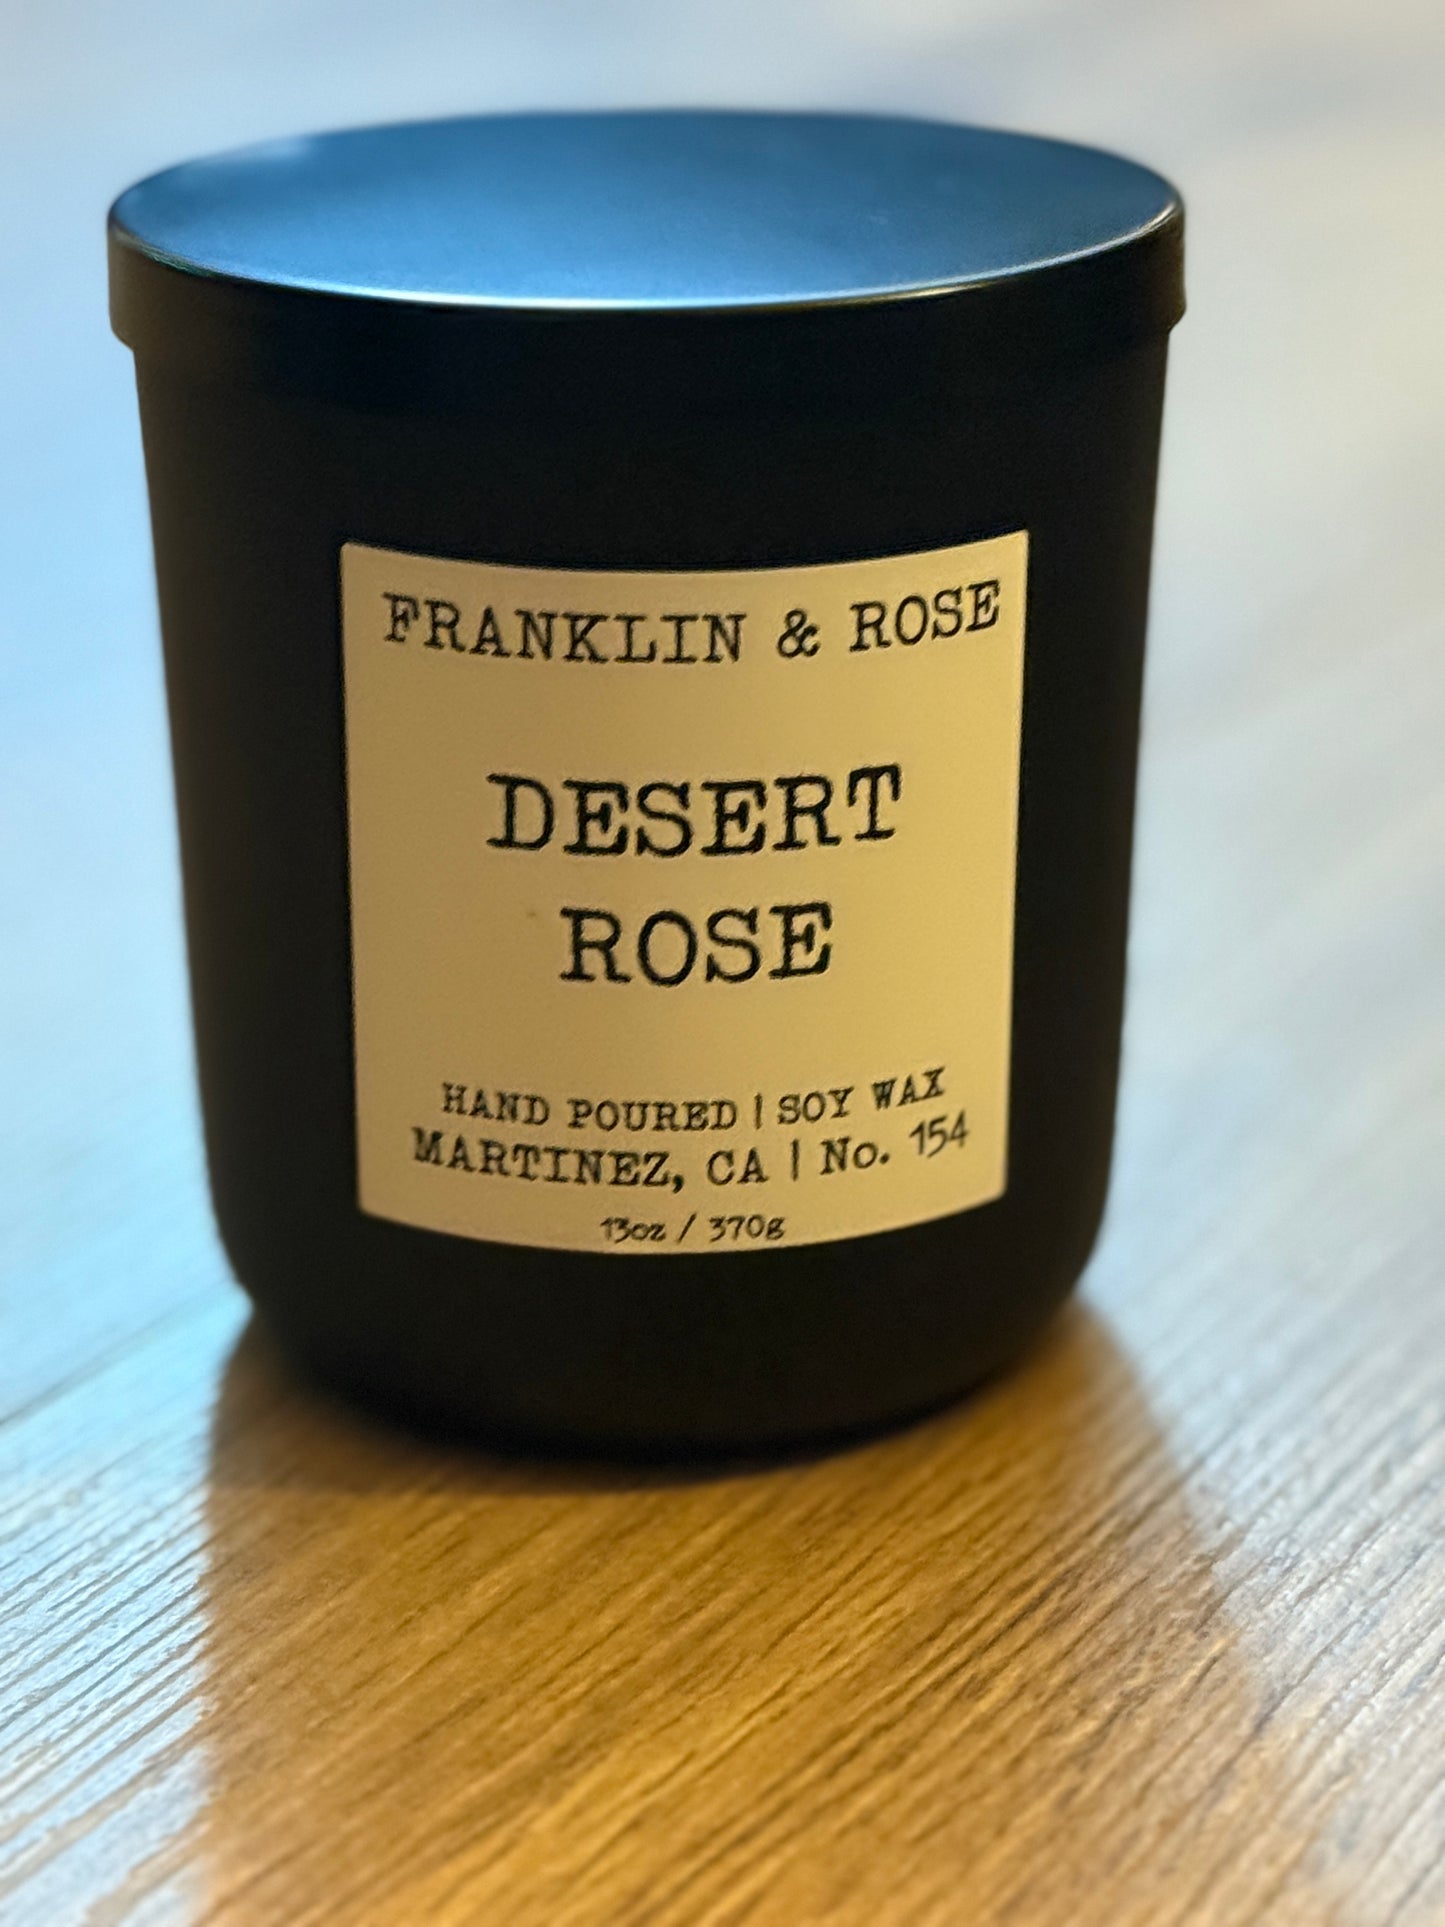 FRANKLIN & ROSE
DESERT
ROSE
HAND POURED | SOY WAX
MARTINEZ, CA | No. 154
13oz / 370g